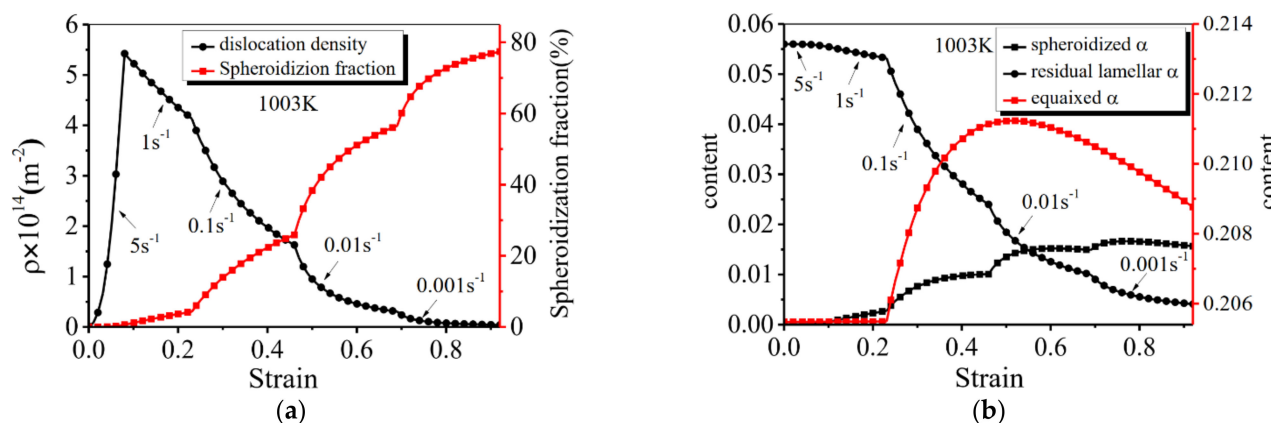 6
5
4
3
2
1
0
ρ×10¹⁴(m⁻²)
dislocation density
Spheroidizion fraction
1003K
5s⁻¹
1s⁻¹
0.1s⁻¹
0.01s⁻¹
0.001s⁻¹
80
60
40
20
0
Spheroidization fraction(%)
0.0 0.2 0.4 0.6 0.8
Strain
(a)
0.06
0.05
0.04
0.03
0.02
0.01
0.00
content
1003K
spheroidized α
residual lamellar α
equaixed α
5s⁻¹
1s⁻¹
0.1s⁻¹
0.01s⁻¹
0.001s⁻¹
0.214
0.212
0.210
0.208
0.206
content
0.0 0.2 0.4 0.6 0.8
Strain
(b)